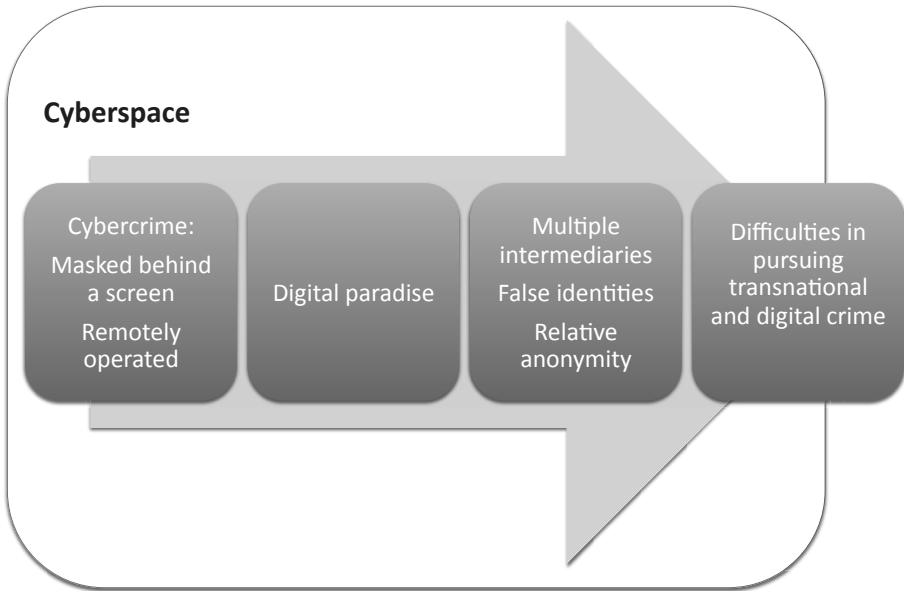 Cyberspace
Cybercrime:
Masked behind
a screen
Remotely
operated
Digital paradise
Multiple
intermediaries
False identities
Relative
anonymity
Difficulties in
pursuing
transnational
and digital crime